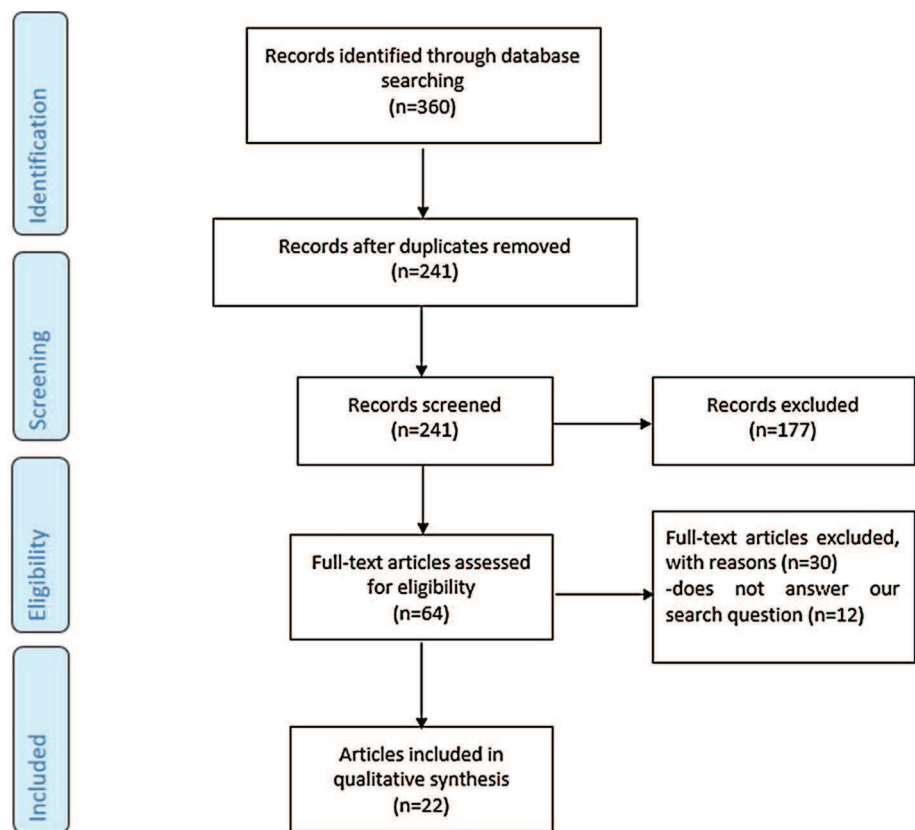 Identification
Records identified through database
searching
(n=360)
Records after duplicates removed
(n=241)
Screening
Records screened
(n=241)
Records excluded
(n=177)
Eligibility
Full-text articles assessed
for eligibility
(n=64)
Full-text articles excluded,
with reasons (n=30)
-does not answer our
search question (n=12)
Included
Articles included in
qualitative synthesis
(n=22)